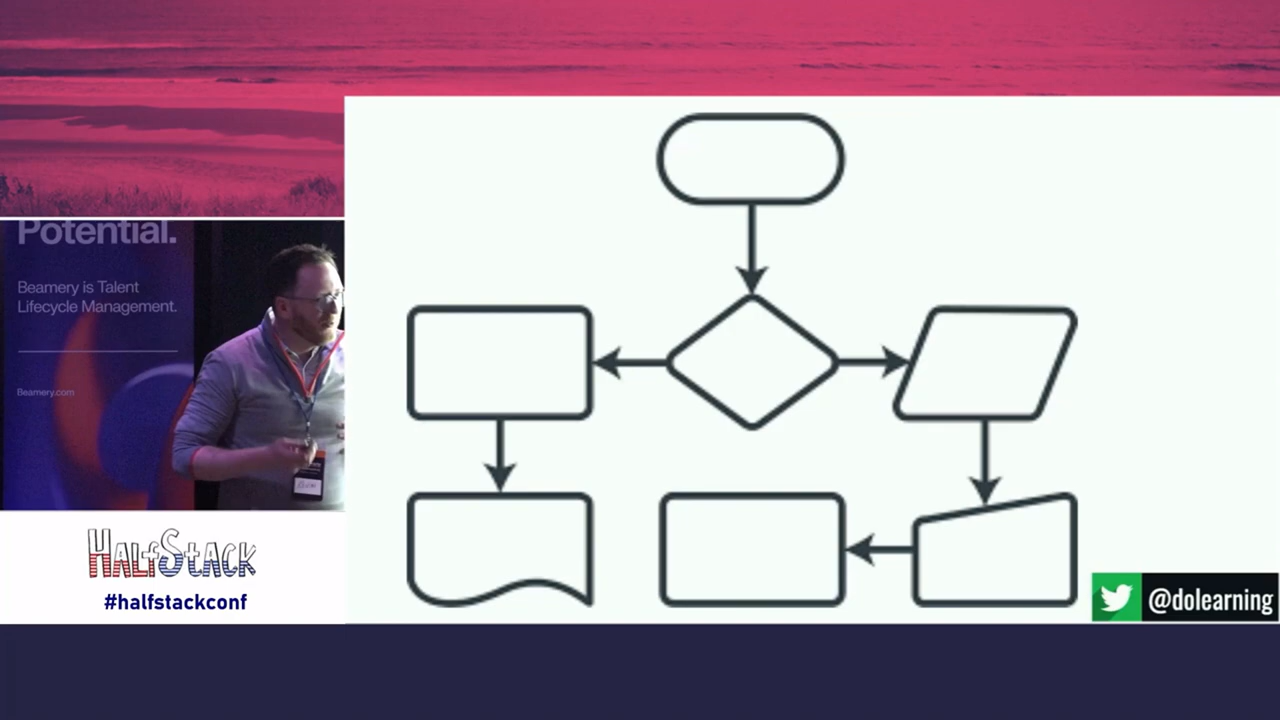 Potential.
Beamery is Talent
Lifecycle Management.
Beamery.com
HALFSTACK
#halfstackconf
@dolearning